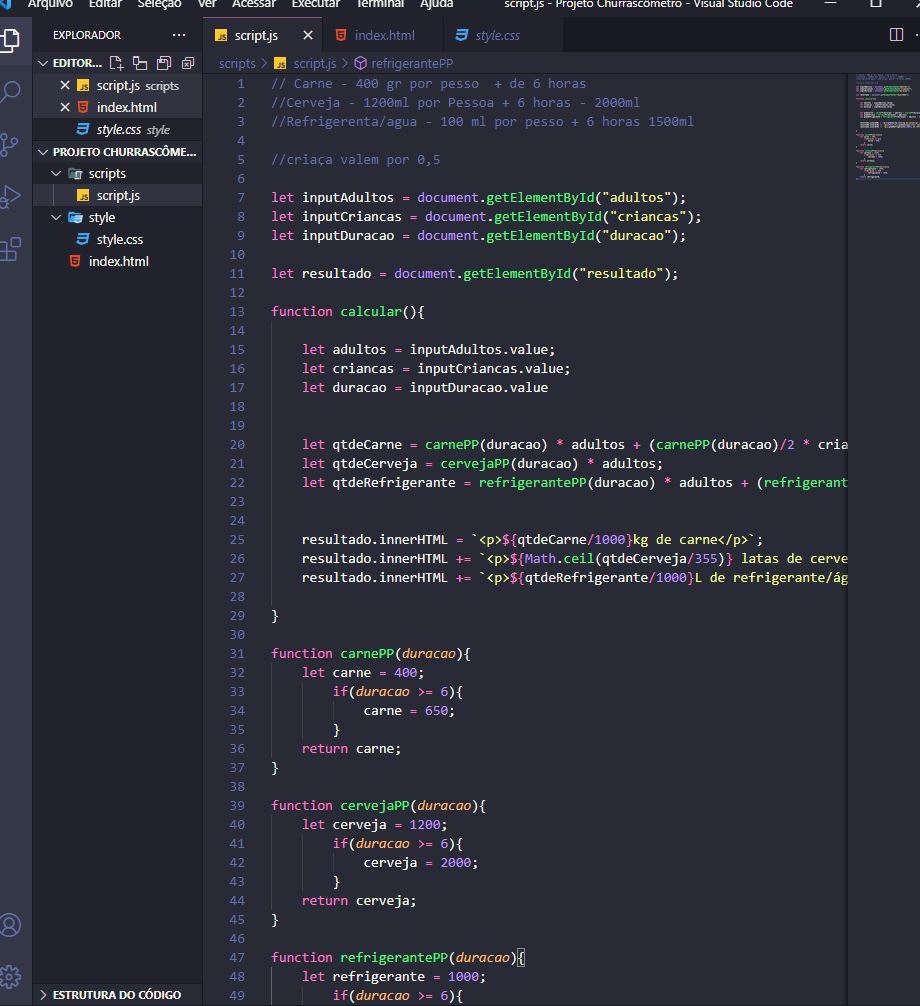 Arquivo Editar Seleção Ver Acessar Executar Terminal Ajuda script.js - Projeto Churrascômetro - Visual Studio Code
EXPLORADOR ...
script.js
index.html
style.css
EDITOR...
scripts > script.js > refrigerantePP
script.js scripts
index.html
style.css style
PROJETO CHURRASCÔME...
scripts
script.js
style
style.css
index.html
1 // Carne - 400 gr por pesso  + de 6 horas
2 //Cerveja - 1200ml por Pessoa + 6 horas - 2000ml
3 //Refrigerenta/agua - 100 ml por pesso + 6 horas 1500ml
4
5 //criaça valem por 0,5
6
7 let inputAdultos = document.getElementById("adultos");
8 let inputCriancas = document.getElementById("criancas");
9 let inputDuracao = document.getElementById("duracao");
10
11 let resultado = document.getElementById("resultado");
12
13 function calcular(){
14
15     let adultos = inputAdultos.value;
16     let criancas = inputCriancas.value;
17     let duracao = inputDuracao.value
18
19
20     let qtdeCarne = carnePP(duracao) * adultos + (carnePP(duracao)/2 * cria
21     let qtdeCerveja = cervejaPP(duracao) * adultos;
22     let qtdeRefrigerante = refrigerantePP(duracao) * adultos + (refrigerant
23
24
25     resultado.innerHTML = `<p>${qtdeCarne/1000}kg de carne</p>`;
26     resultado.innerHTML += `<p>${Math.ceil(qtdeCerveja/355)} latas de cerve
27     resultado.innerHTML += `<p>${qtdeRefrigerante/1000}L de refrigerante/ág
28
29 }
30
31 function carnePP(duracao){
32     let carne = 400;
33         if(duracao >= 6){
34             carne = 650;
35         }
36     return carne;
37 }
38
39 function cervejaPP(duracao){
40     let cerveja = 1200;
41         if(duracao >= 6){
42             cerveja = 2000;
43         }
44     return cerveja;
45 }
46
47 function refrigerantePP(duracao){
48     let refrigerante = 1000;
49         if(duracao >= 6){
ESTRUTURA DO CÓDIGO